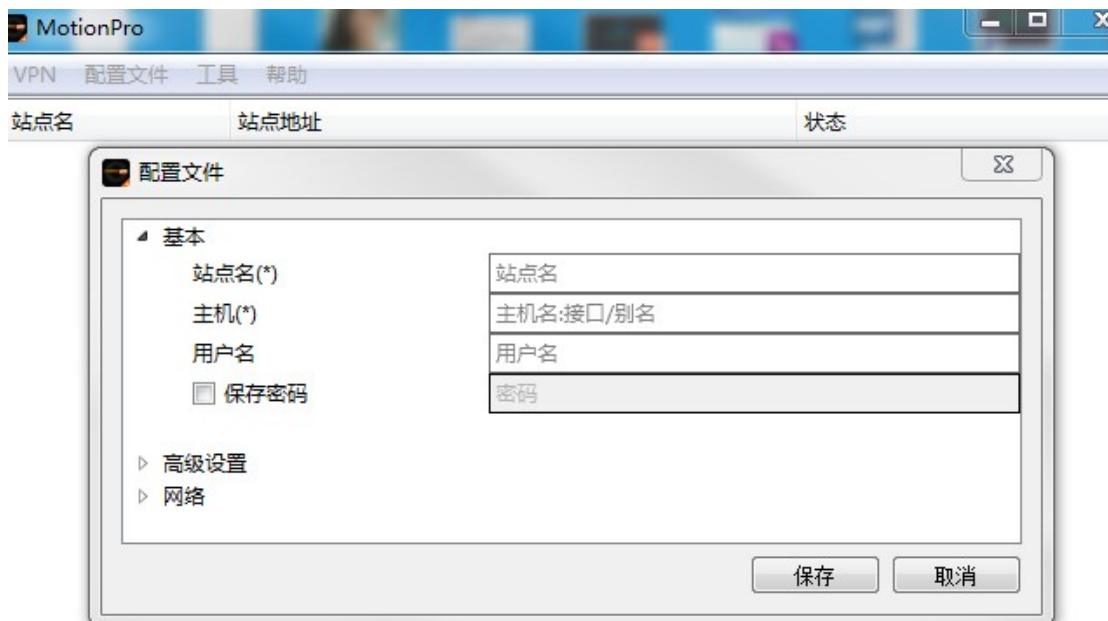 MotionPro
VPN 配置文件 工具 帮助
站点名 站点地址 状态
配置文件
基本
站点名(*) 站点名
主机(*) 主机名:接口/别名
用户名 用户名
保存密码 密码
高级设置
网络
保存 取消